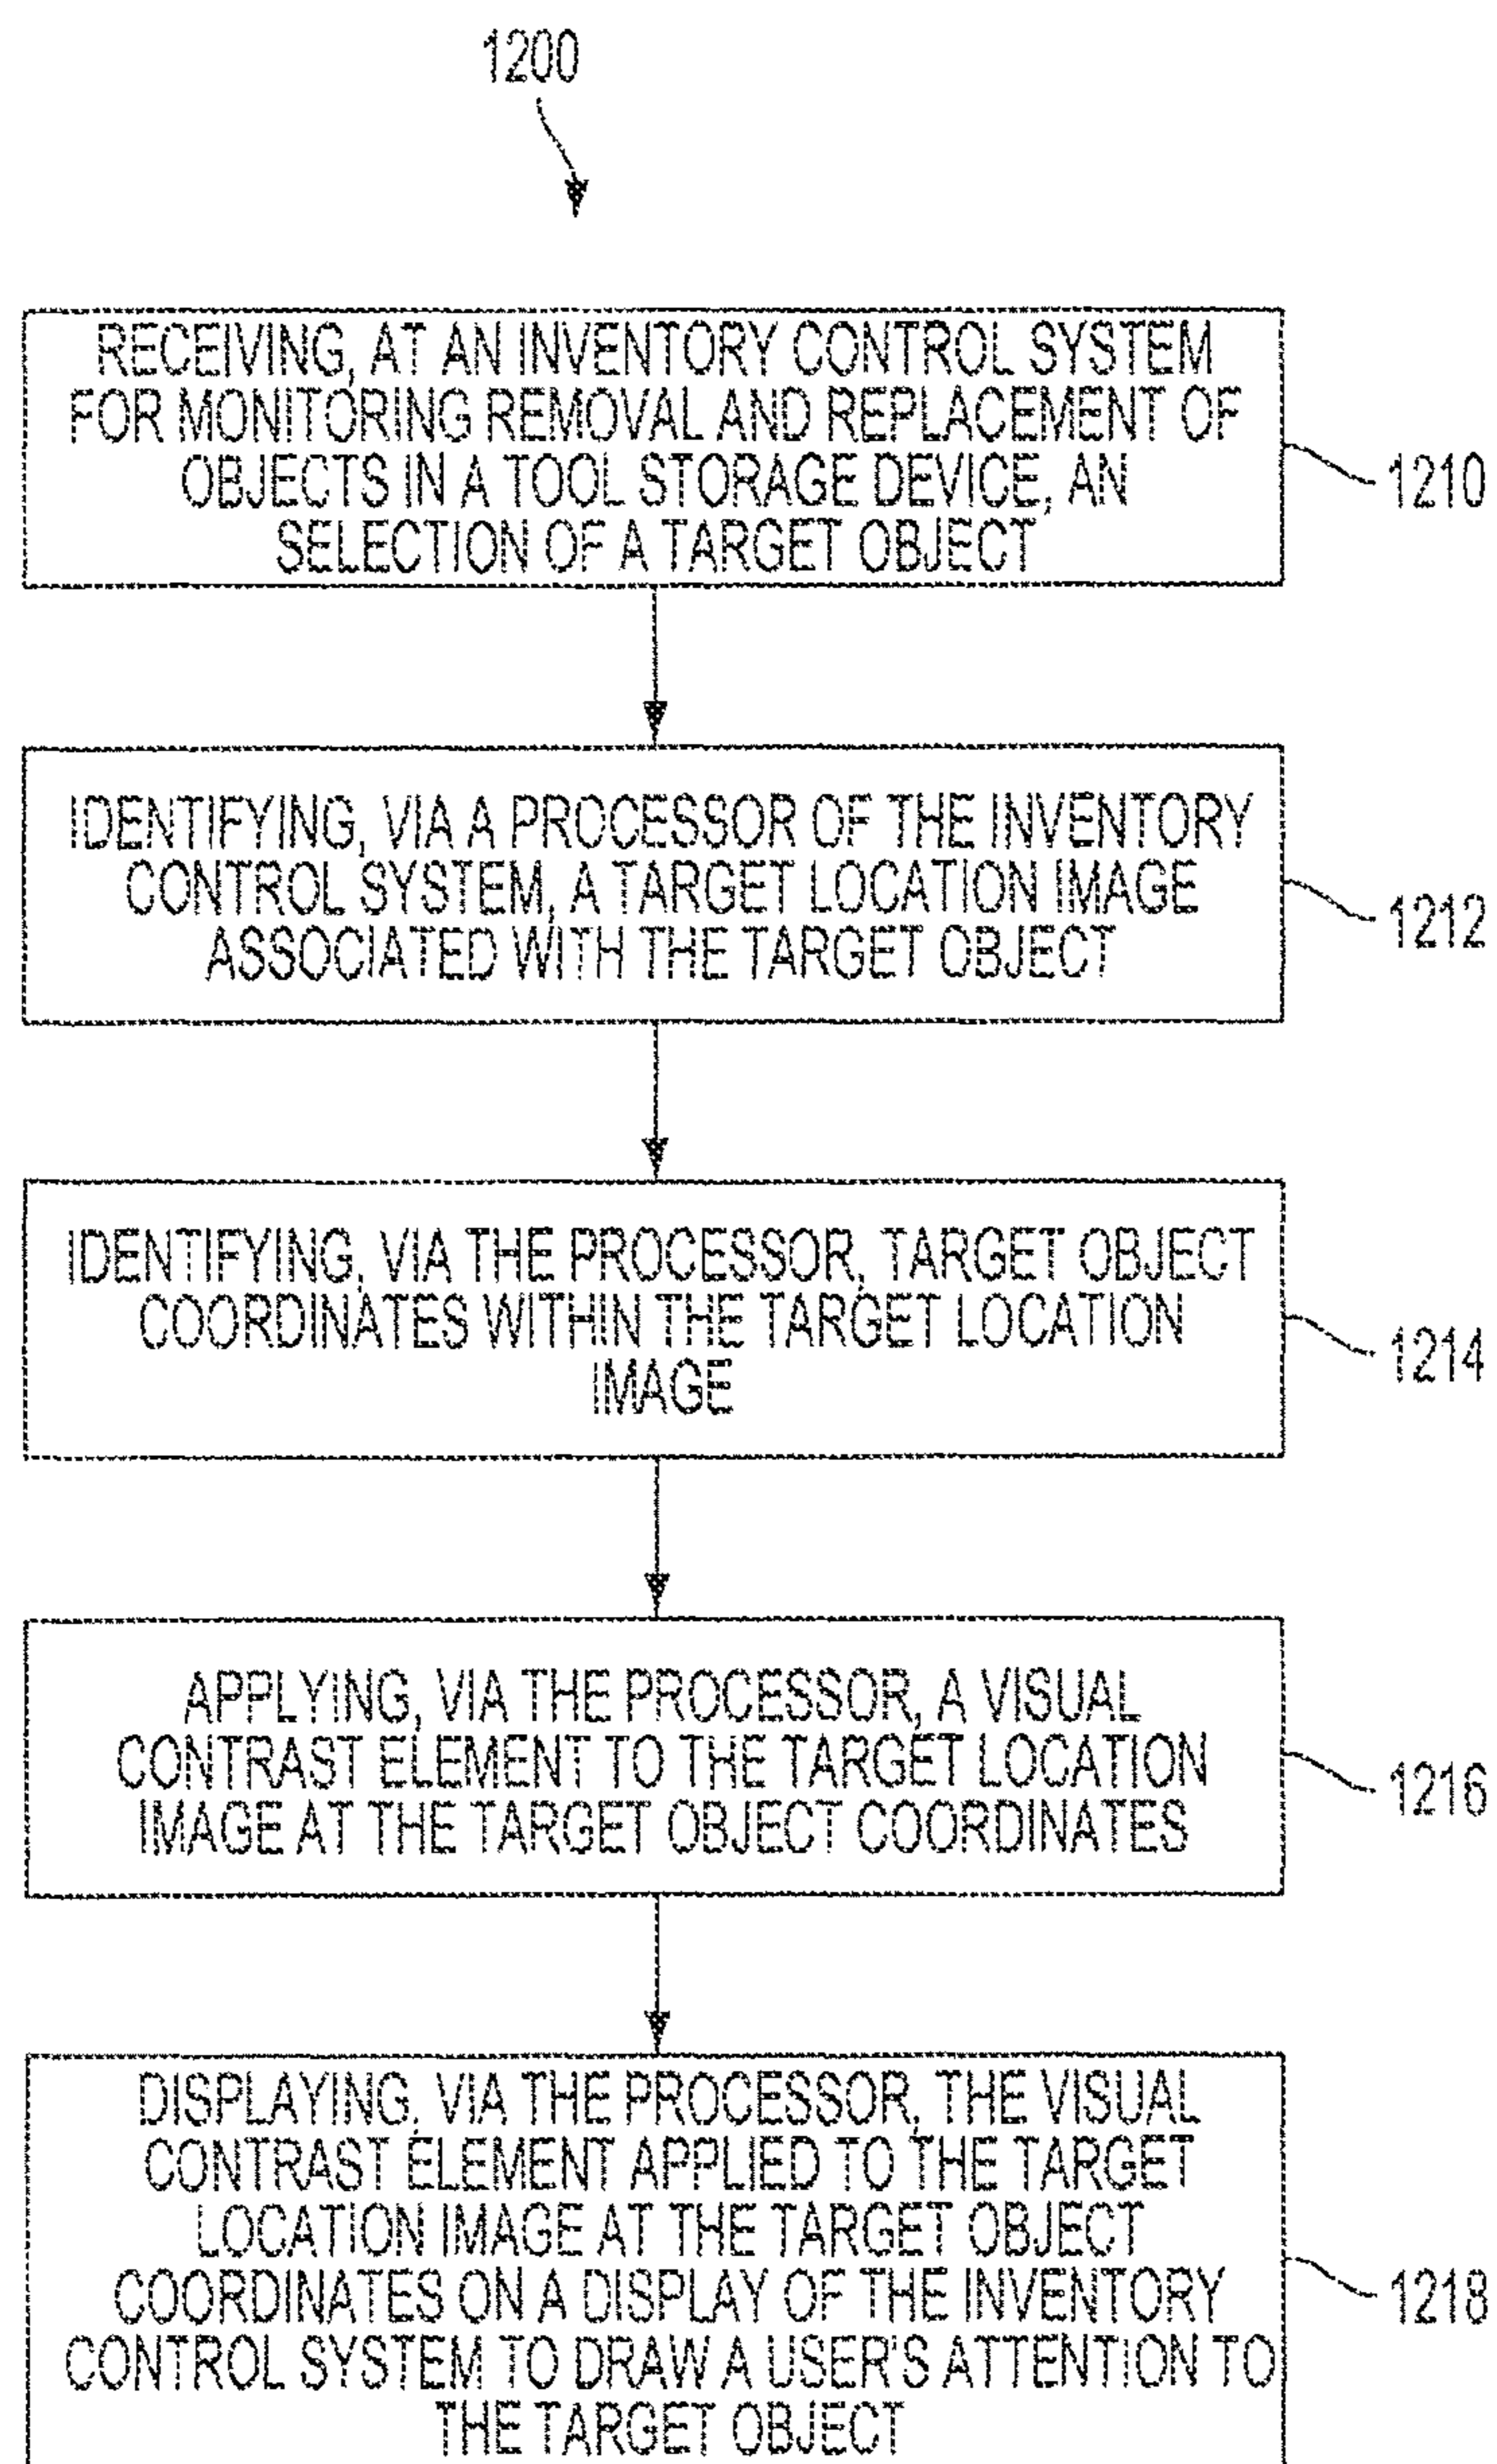 1200
RECEIVING, AT AN INVENTORY CONTROL SYSTEM
FOR MONITORING REMOVAL AND REPLACEMENT OF
OBJECTS IN A TOOL STORAGE DEVICE, AN
SELECTION OF A TARGET OBJECT
1210
IDENTIFYING, VIA A PROCESSOR OF THE INVENTORY
CONTROL SYSTEM, A TARGET LOCATION IMAGE
ASSOCIATED WITH THE TARGET OBJECT
1212
IDENTIFYING, VIA THE PROCESSOR, TARGET OBJECT
COORDINATES WITHIN THE TARGET LOCATION
IMAGE
1214
APPLYING, VIA THE PROCESSOR, A VISUAL
CONTRAST ELEMENT TO THE TARGET LOCATION
IMAGE AT THE TARGET OBJECT COORDINATES
1216
DISPLAYING, VIA THE PROCESSOR, THE VISUAL
CONTRAST ELEMENT APPLIED TO THE TARGET
LOCATION IMAGE AT THE TARGET OBJECT
COORDINATES ON A DISPLAY OF THE INVENTORY
CONTROL SYSTEM TO DRAW A USER'S ATTENTION TO
THE TARGET OBJECT
1218